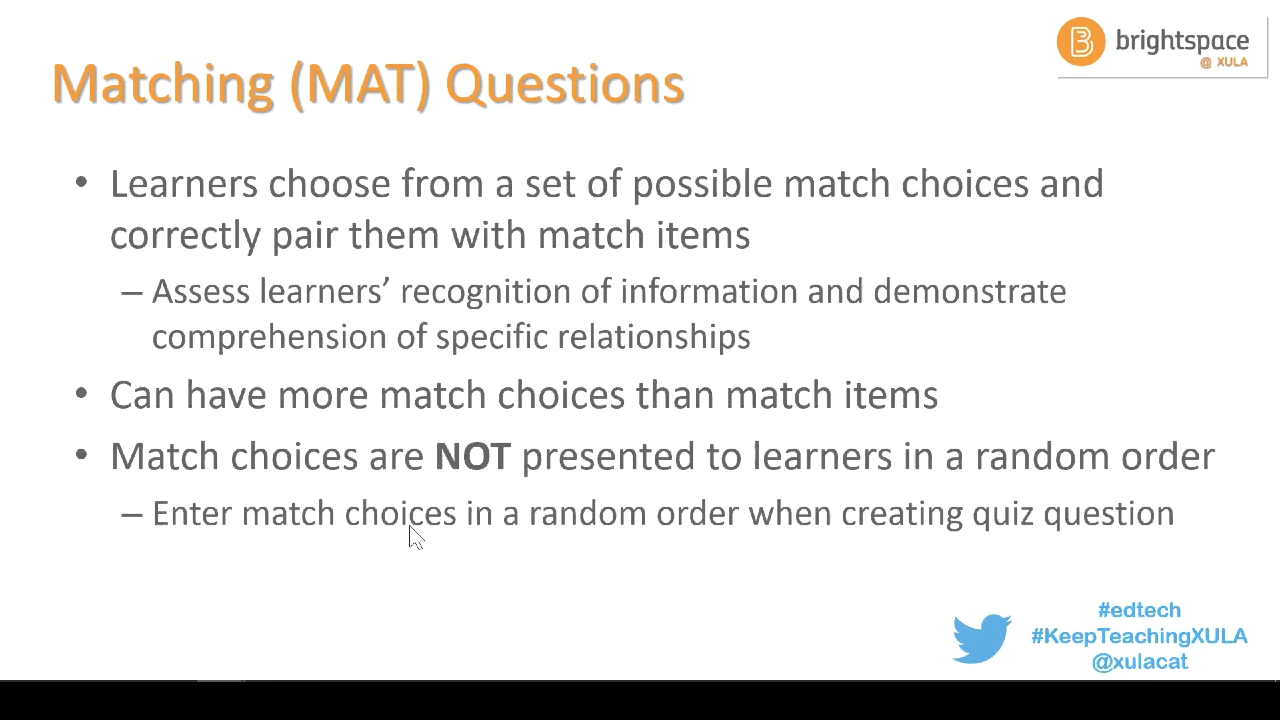 brightspace
@ XULA
Matching (MAT) Questions
• Learners choose from a set of possible match choices and
correctly pair them with match items
– Assess learners’ recognition of information and demonstrate
comprehension of specific relationships
• Can have more match choices than match items
• Match choices are NOT presented to learners in a random order
– Enter match choices in a random order when creating quiz question
#edtech
#KeepTeachingXULA
@xulacat